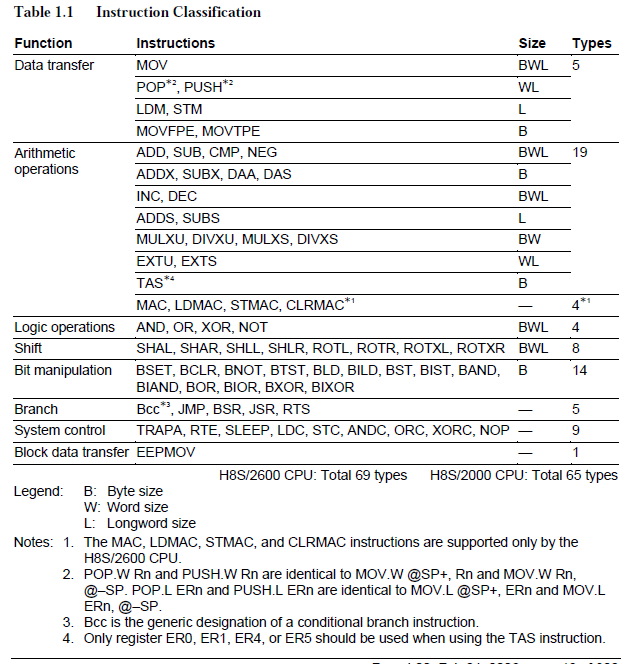 Table 1.1 Instruction Classification
Function Instructions Size Types
Data transfer MOV BWL 5
POP*2, PUSH*2 WL
LDM, STM L
MOVFPE, MOVTPE B
Arithmetic operations ADD, SUB, CMP, NEG BWL 19
ADDX, SUBX, DAA, DAS B
INC, DEC BWL
ADDS, SUBS L
MULXU, DIVXU, MULXS, DIVXS BW
EXTU, EXTS WL
TAS*4 B
MAC, LDMAC, STMAC, CLRMAC*1 — 4*1
Logic operations AND, OR, XOR, NOT BWL 4
Shift SHAL, SHAR, SHLL, SHLR, ROTL, ROTR, ROTXL, ROTXR BWL 8
Bit manipulation BSET, BCLR, BNOT, BTST, BLD, BILD, BST, BIST, BAND, B 14
BIAND, BOR, BIOR, BXOR, BIXOR
Branch Bcc*3, JMP, BSR, JSR, RTS — 5
System control TRAPA, RTE, SLEEP, LDC, STC, ANDC, ORC, XORC, NOP — 9
Block data transfer EEPMOV — 1
H8S/2600 CPU: Total 69 types H8S/2000 CPU: Total 65 types
Legend: B: Byte size
W: Word size
L: Longword size
Notes: 1. The MAC, LDMAC, STMAC, and CLRMAC instructions are supported only by the
H8S/2600 CPU.
2. POP.W Rn and PUSH.W Rn are identical to MOV.W @SP+, Rn and MOV.W Rn,
@–SP. POP.L ERn and PUSH.L ERn are identical to MOV.L @SP+, ERn and MOV.L
ERn, @–SP.
3. Bcc is the generic designation of a conditional branch instruction.
4. Only register ER0, ER1, ER4, or ER5 should be used when using the TAS instruction.